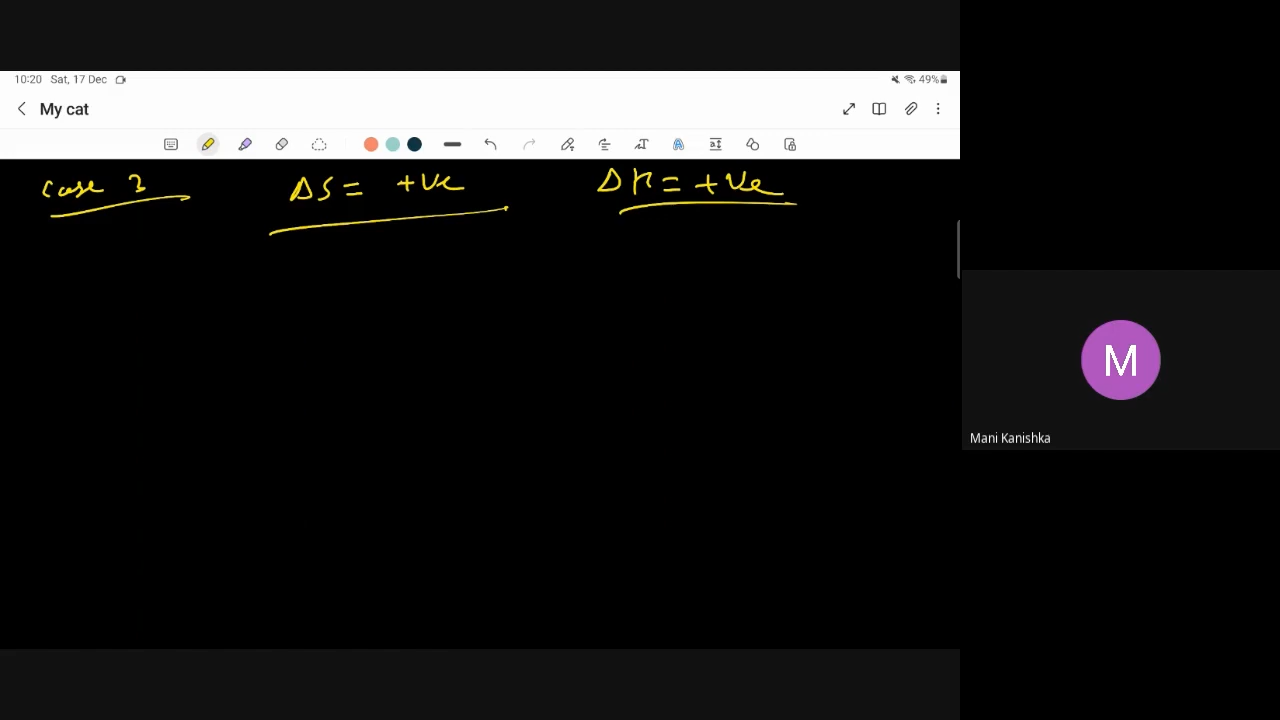 10:20 Sat, 17 Dec 49%
My cat
case 3 ΔS = +ve ΔH = +ve
M
Mani Kanishka